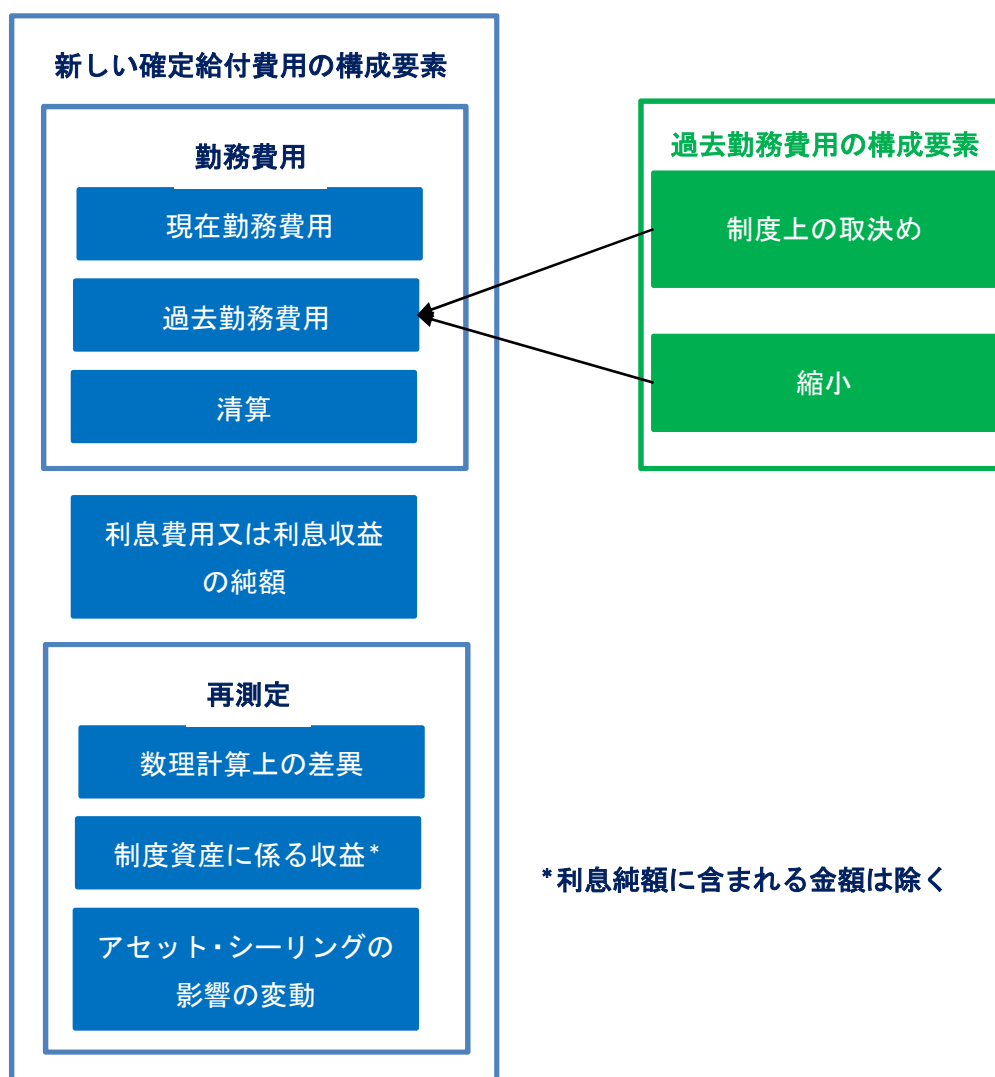 新しい確定給付費用の構成要素
勤務費用
現在勤務費用
過去勤務費用
清算
利息費用又は利息収益
の純額
再測定
数理計算上の差異
制度資産に係る収益*
アセット・シーリングの
影響の変動
過去勤務費用の構成要素
制度上の取決め
縮小
*利息純額に含まれる金額は除く